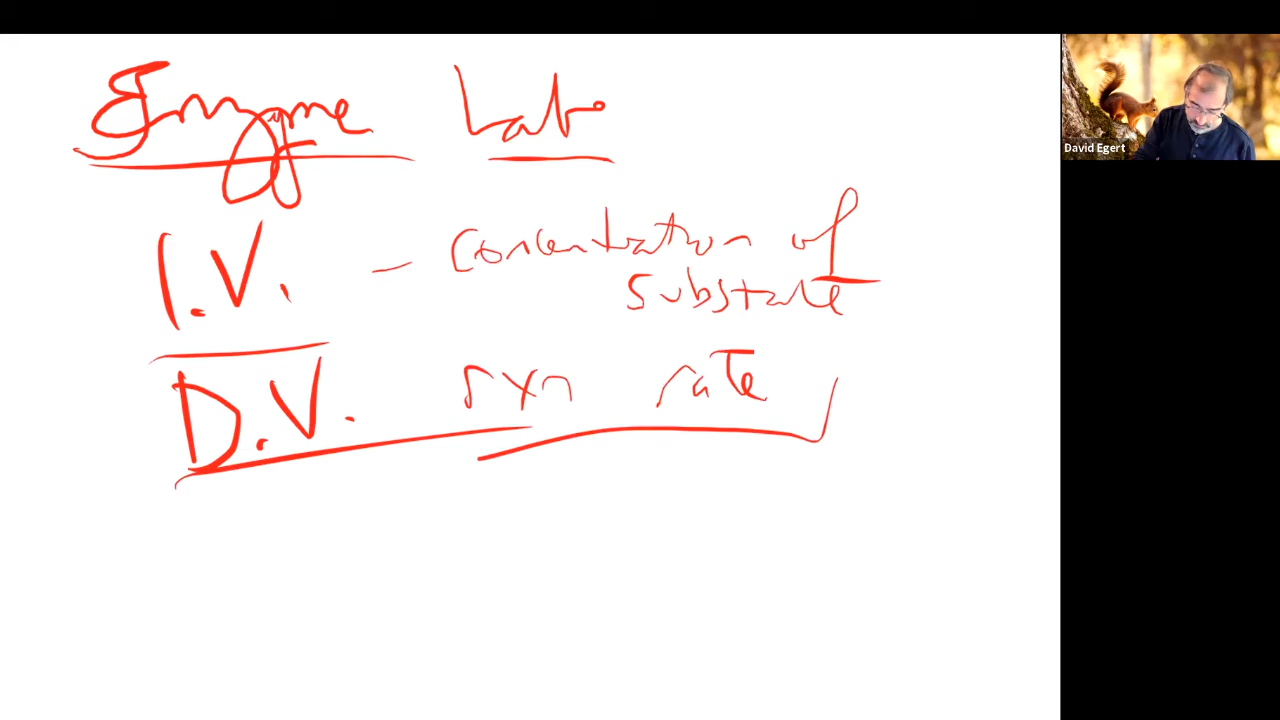 Enzyme Lab
I.V. - Concentration of
Substrate
D.V. rxn rate
David Egert